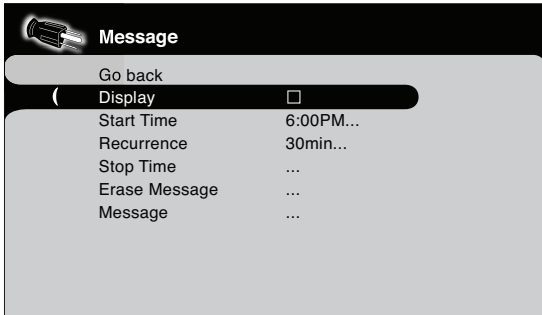 Message
Go back
Display □
Start Time 6:00PM...
Recurrence 30min...
Stop Time ...
Erase Message ...
Message ...